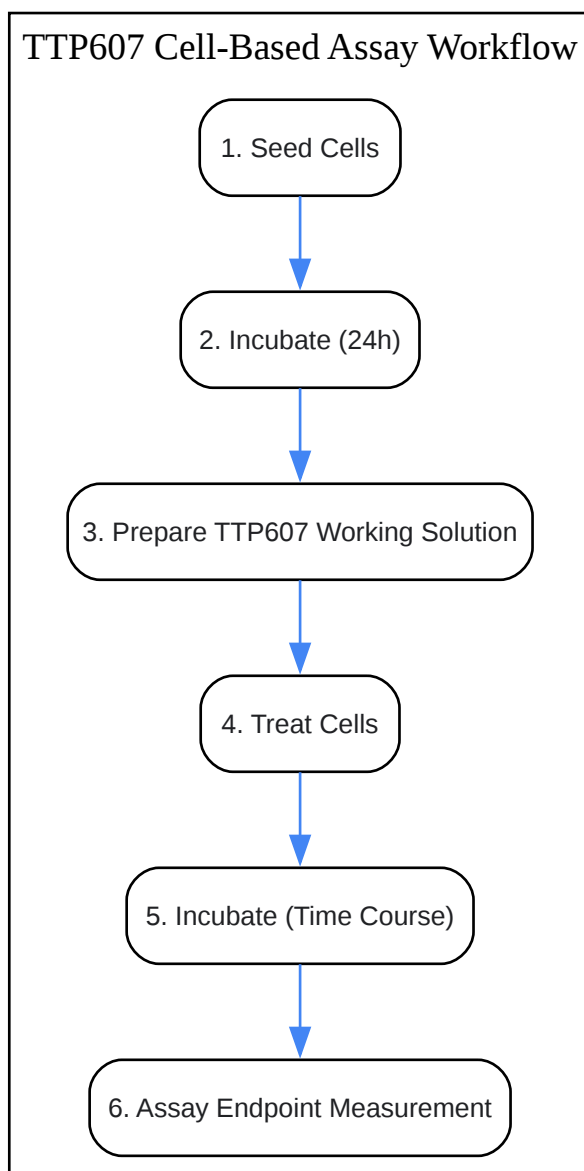 TTP607 Cell-Based Assay Workflow
1. Seed Cells
2. Incubate (24h)
3. Prepare TTP607 Working Solution
4. Treat Cells
5. Incubate (Time Course)
6. Assay Endpoint Measurement